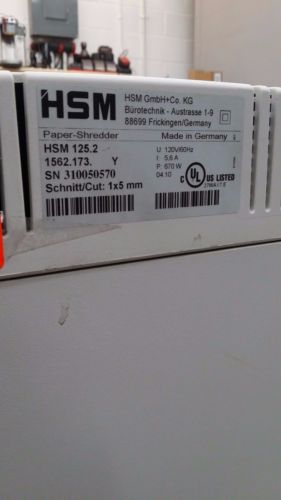 HSM
HSM GmbH+Co. KG
Bürotechnik - Austrasse 1-9
88699 Frickingen/Germany
Paper-Shredder Made in Germany
HSM 125.2 U: 120V/60Hz
1562.173. Y I: 5.6 A
SN 310050570 P: 670 W
Schnitt/Cut: 1x5 mm 04.10
C UL US LISTED